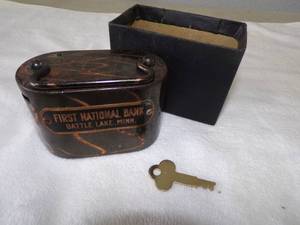 FIRST NATIONAL BANK
BATTLE LAKE, MINN.